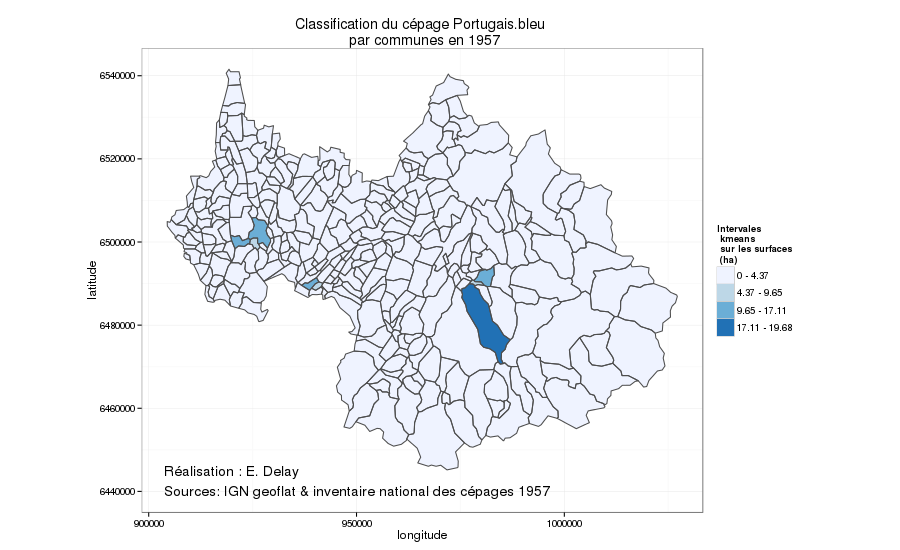 Classification du cépage Portugais.bleu
par communes en 1957
6540000
6520000
6500000
6480000
6460000
6440000
latitude
900000
950000
1000000
longitude
Réalisation : E. Delay
Sources: IGN geoflat & inventaire national des cépages 1957
Intervales
kmeans
sur les surfaces
(ha)
0 - 4.37
4.37 - 9.65
9.65 - 17.11
17.11 - 19.68